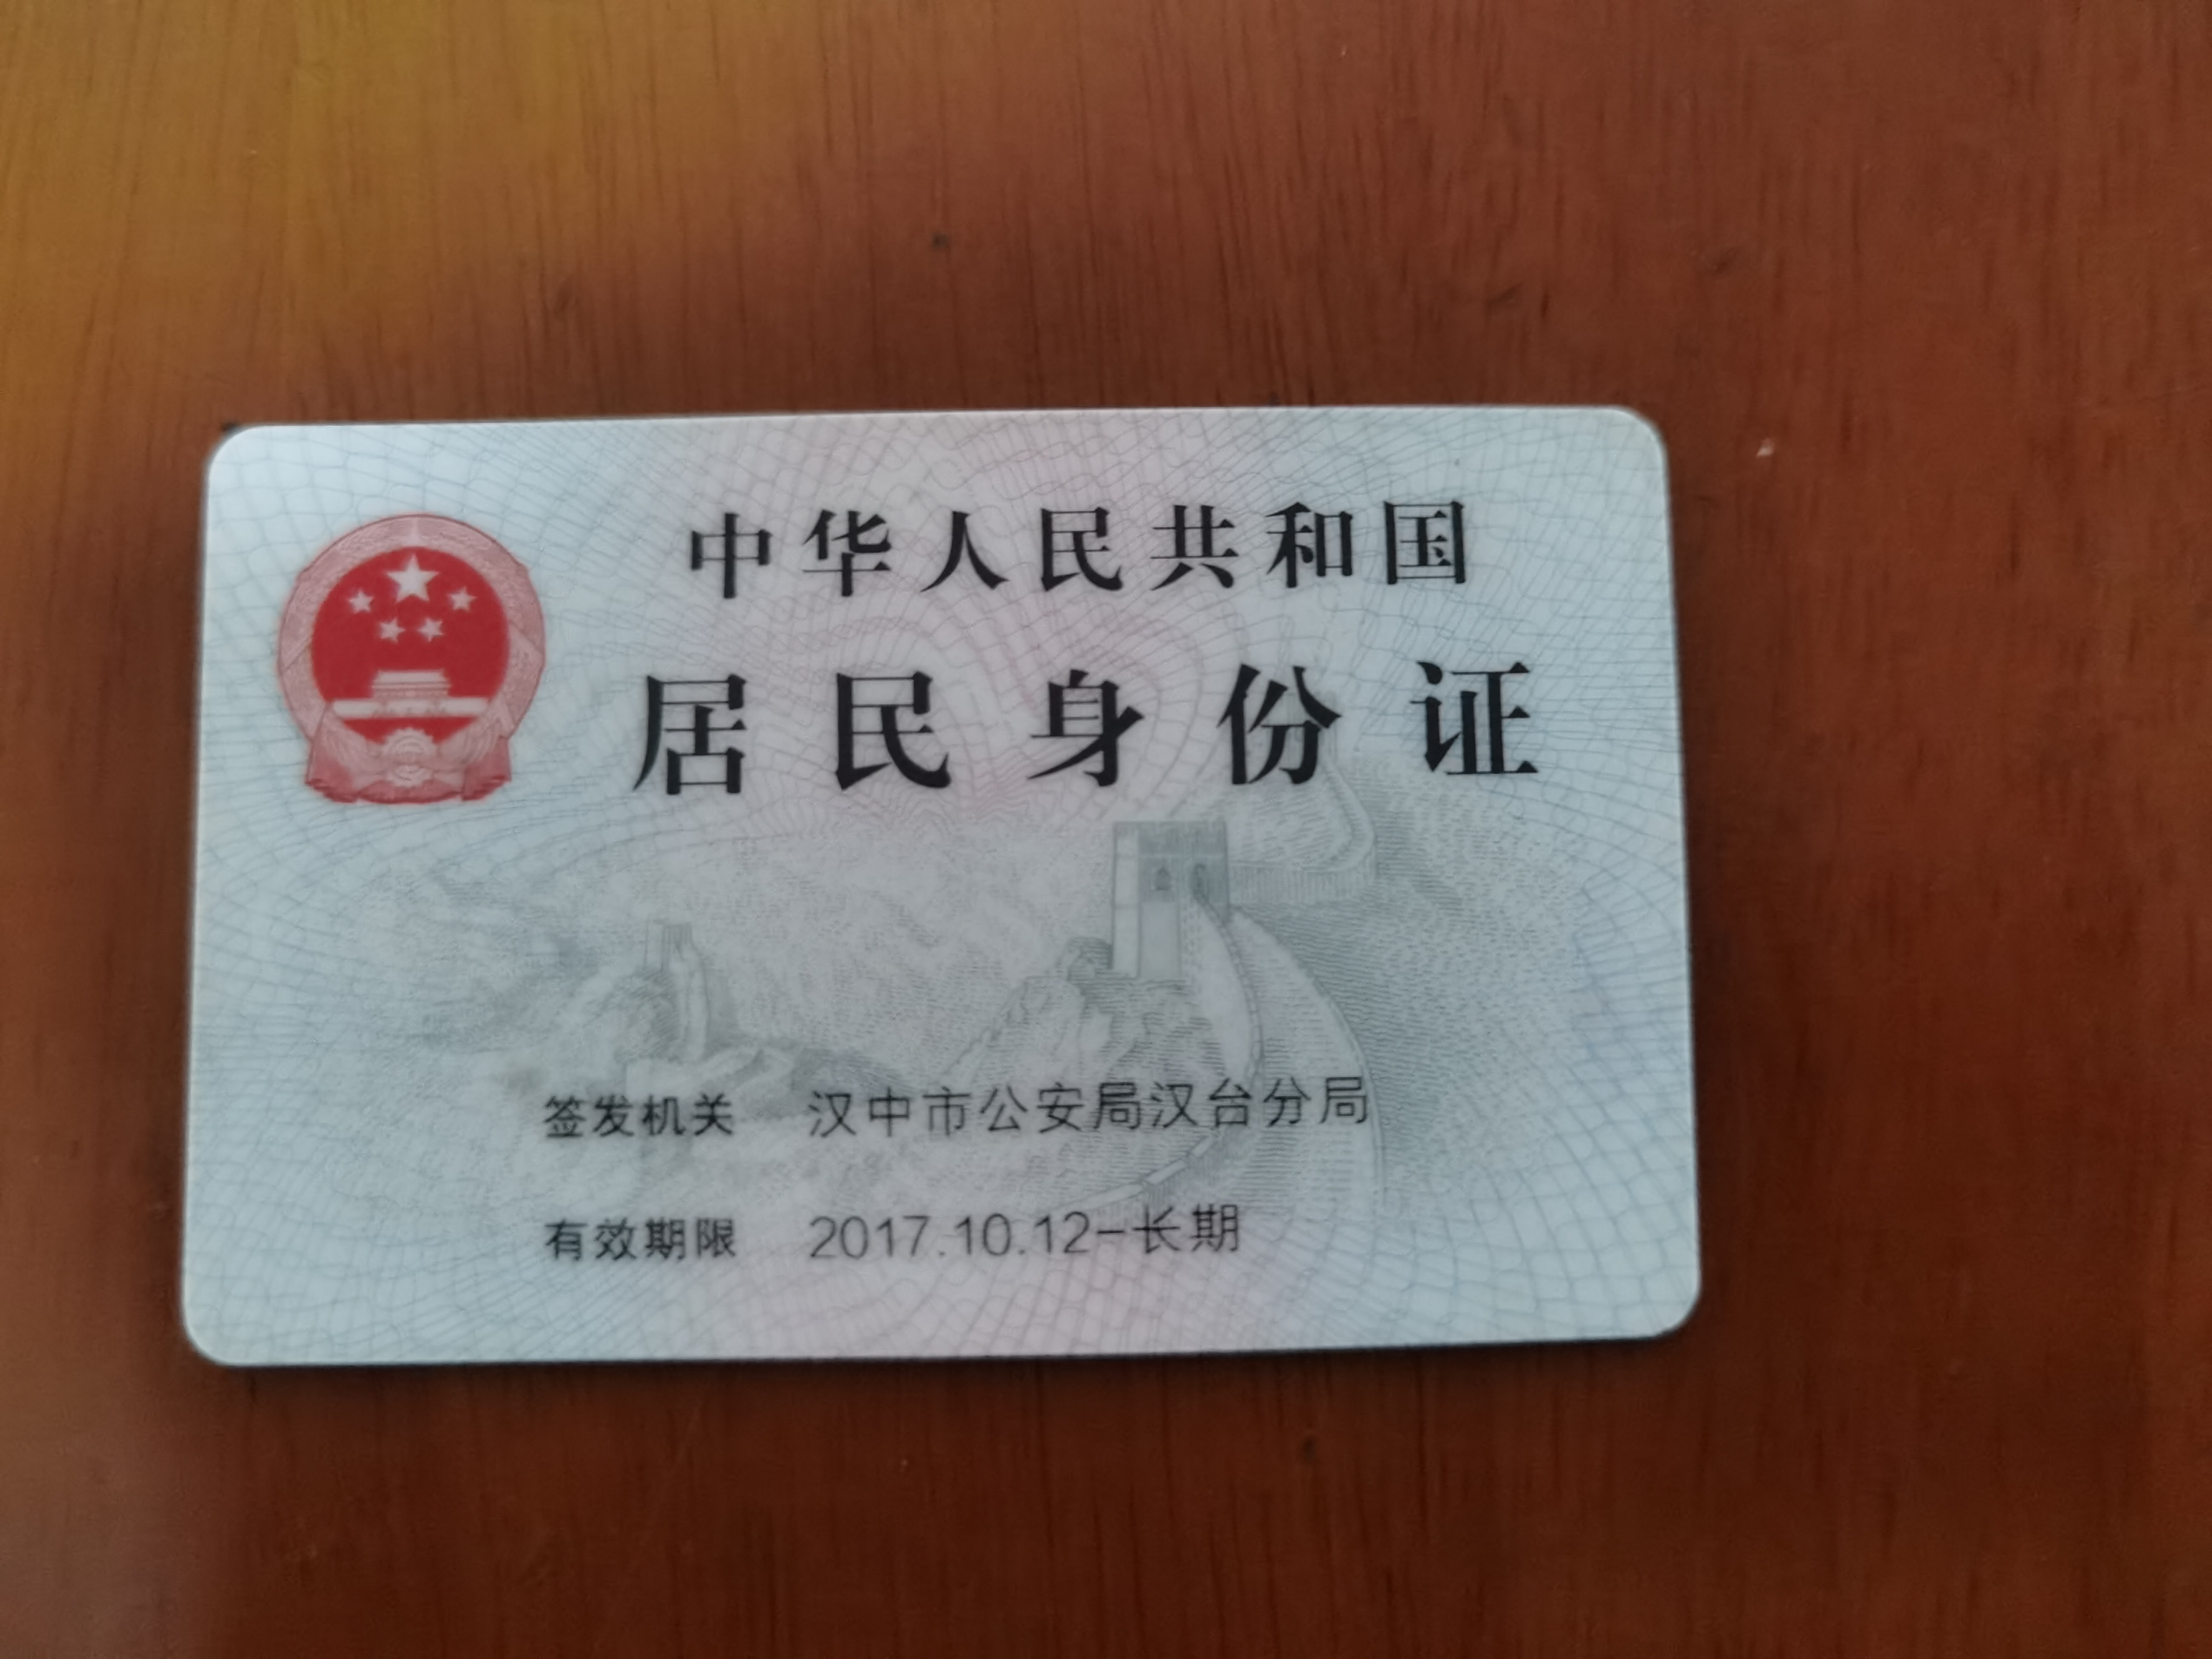 中华人民共和国
居民身份证
签发机关 汉中市公安局汉台分局
有效期限 2017.10.12-长期